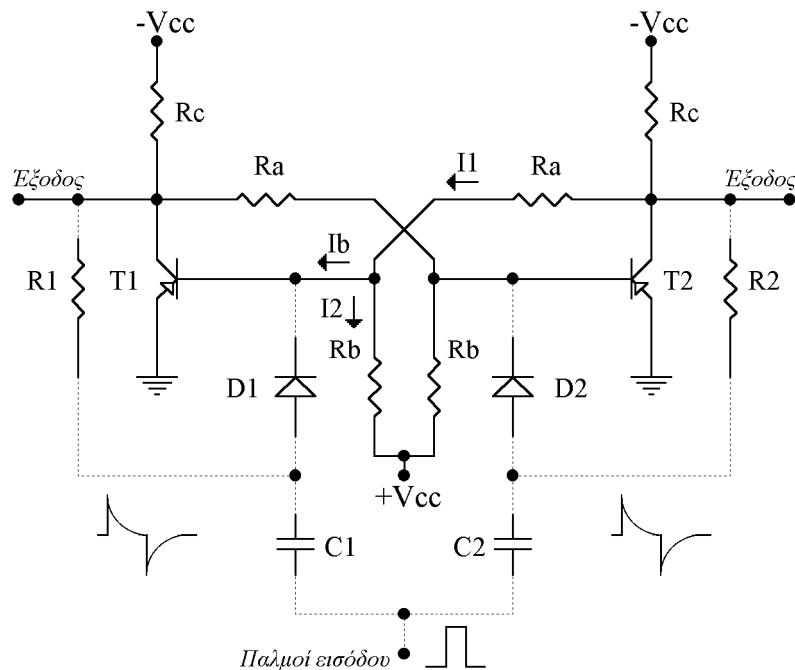 -Vcc -Vcc
Rc Rc
Έξοδος Ra I1 Ra Έξοδος
R1 T1 Ib T2 R2
I2
Rb Rb
D1 D2
+Vcc
C1 C2
Παλμοί εισόδου